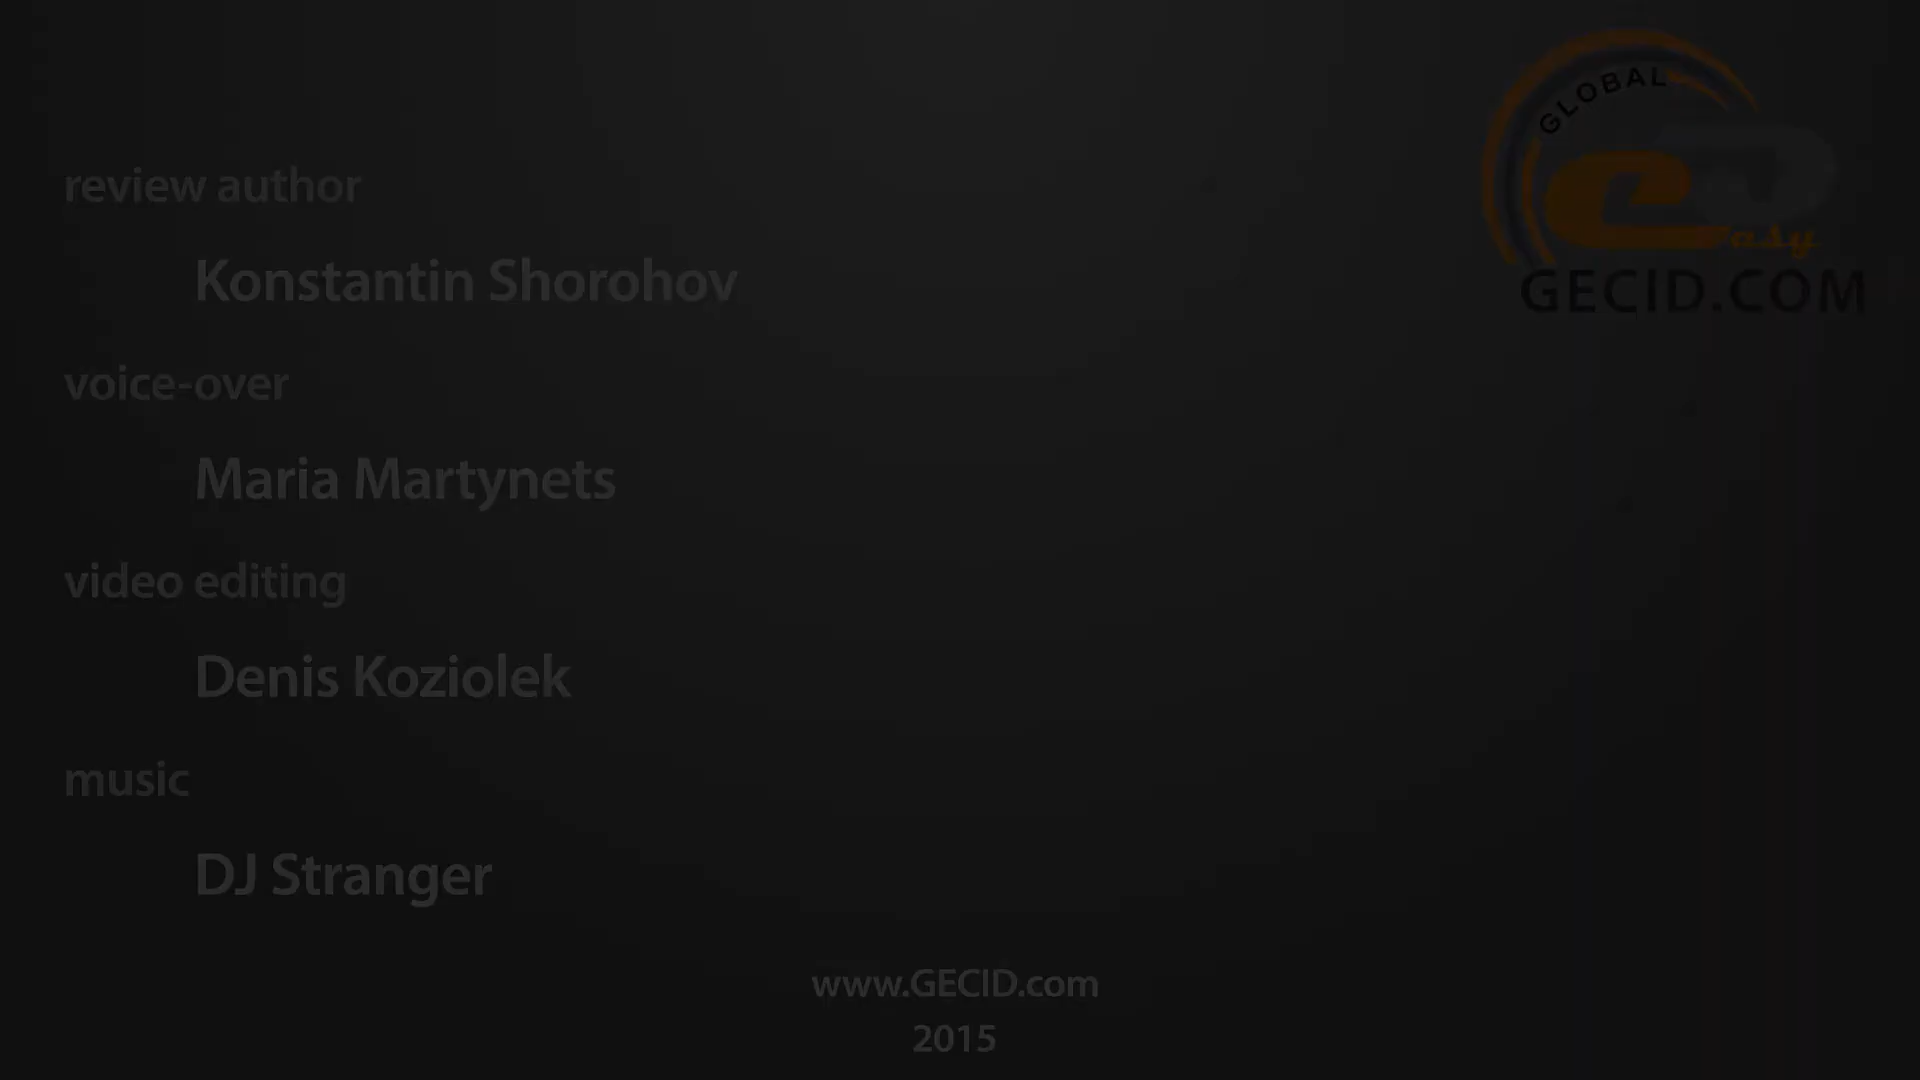 GLOBAL
easy
GECID.COM
review author
Konstantin Shorohov
voice-over
Maria Martynets
video editing
Denis Koziolek
music
DJ Stranger
www.GECID.com
2015